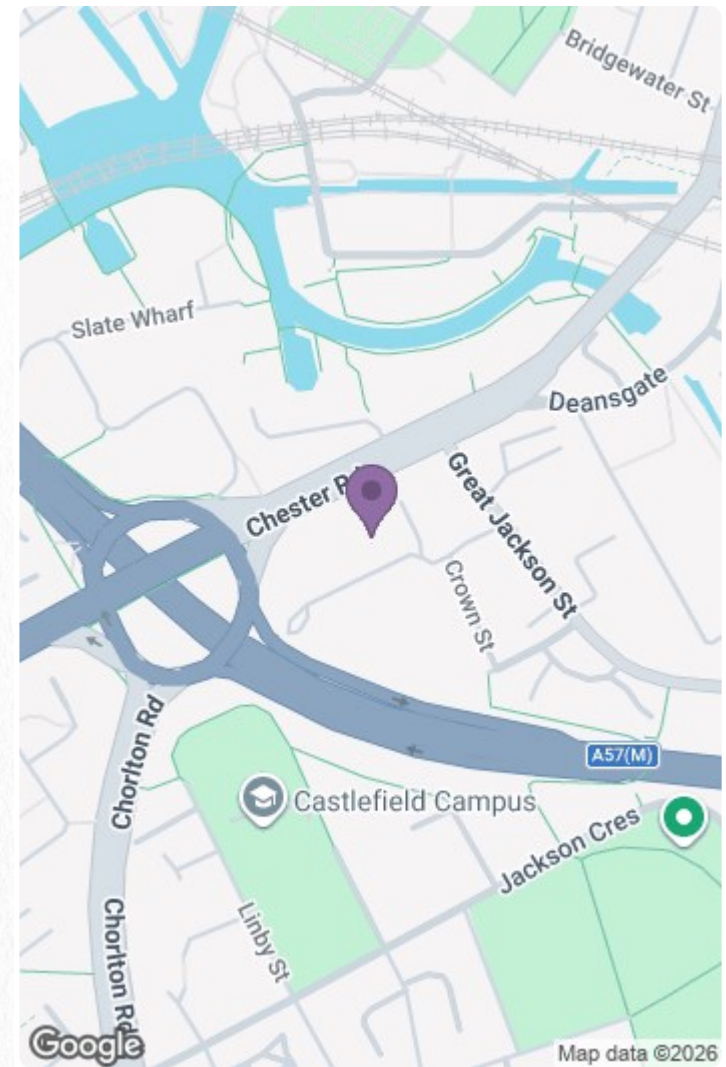 Bridgewater St
Slate Wharf
Deansgate
Chester R
Great Jackson St
Crown St
A57(M)
Chorlton Rd
Castlefield Campus
Jackson Cres
Linby St
Chorlton Rd
Google
Map data ©2026